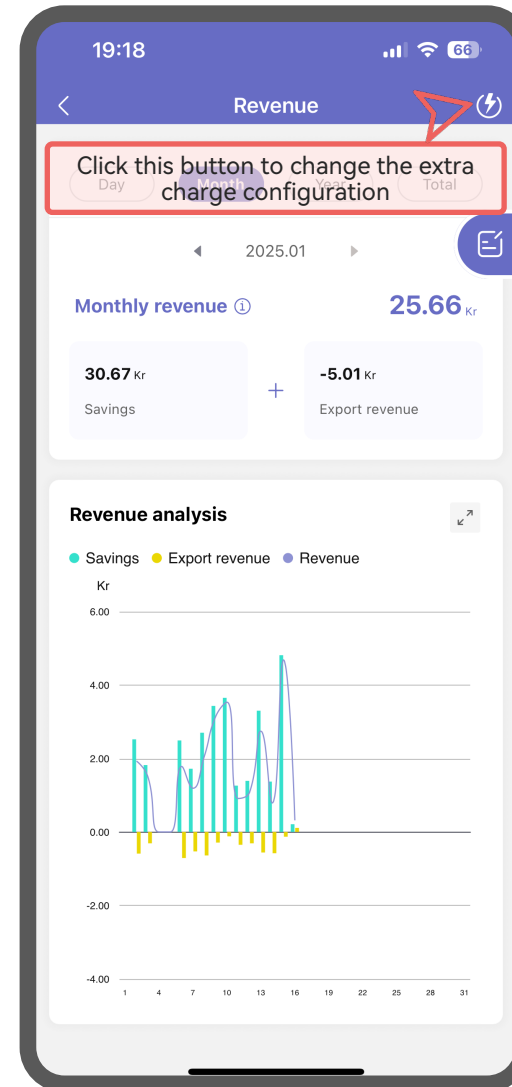 19:18
66
Revenue
Click this button to change the extra
charge configuration
Day Month Year Total
2025.01
Monthly revenue
25.66 Kr
30.67 Kr
Savings
+
-5.01 Kr
Export revenue
Revenue analysis
Savings Export revenue Revenue
Kr
6.00
4.00
2.00
0.00
-2.00
-4.00
1 4 7 10 13 16 19 22 25 28 31